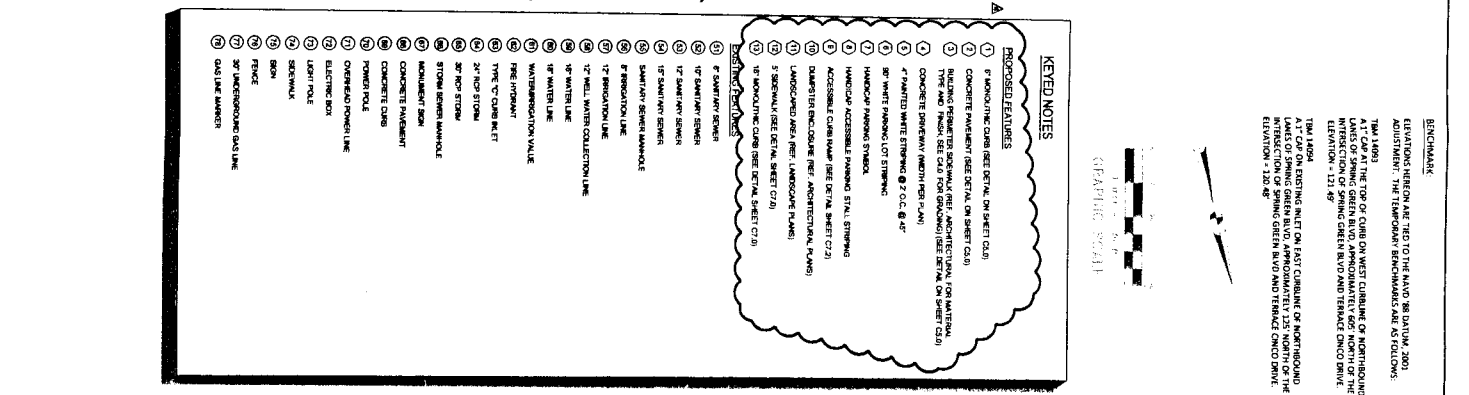 BENCHMARK:
ELEVATIONS HEREON ARE TIED TO THE NAVD '88 DATUM, 2001
ADJUSTMENT. THE TEMPORARY BENCHMARKS ARE AS FOLLOWS:
TBM 14093
A 1" CAP AT THE TOP OF CURB ON WEST CURBLINE OF NORTHBOUND
LANES OF SPRING GREEN BLVD, APPROXIMATELY 605' NORTH OF THE
INTERSECTION OF SPRING GREEN BLVD AND TERRACE CINCO DRIVE.
ELEVATION = 121.49'
TBM 14094
A 1" CAP ON EXISTING INLET ON EAST CURBLINE OF NORTHBOUND
LANES OF SPRING GREEN BLVD, APPROXIMATELY 125' NORTH OF THE
INTERSECTION OF SPRING GREEN BLVD AND TERRACE CINCO DRIVE.
ELEVATION = 120.48'
GRAPHIC SCALE
KEYED NOTES
PROPOSED FEATURES
1 6" MONOLITHIC CURB (SEE DETAIL ON SHEET C5.0)
2 CONCRETE PAVEMENT (SEE DETAIL ON SHEET C5.0)
3 BUILDING PERIMETER SIDEWALK (REF. ARCHITECTURAL FOR MATERIAL
TYPE AND FINISH, SEE C4.0 FOR GRADING) (SEE DETAIL ON SHEET C5.0)
4 CONCRETE DRIVEWAY (WIDTH PER PLAN)
5 4" PAINTED WHITE STRIPING @ 2' O.C. @ 45°
6 90° WHITE PARKING LOT STRIPING
7 HANDICAP PARKING SYMBOL
8 HANDICAP ACCESSIBLE PARKING STALL STRIPING
9 ACCESSIBLE CURB RAMP (SEE DETAIL SHEET C7.2)
10 DUMPSTER ENCLOSURE (REF. ARCHITECTURAL PLANS)
11 LANDSCAPED AREA (REF. LANDSCAPE PLANS)
12 5' SIDEWALK (SEE DETAIL SHEET C7.0)
13 18" MONOLITHIC CURB (SEE DETAIL SHEET C7.0)
EXISTING FEATURES
51 8" SANITARY SEWER
52 10" SANITARY SEWER
53 12" SANITARY SEWER
54 15" SANITARY SEWER
55 SANITARY SEWER MANHOLE
56 8" IRRIGATION LINE
57 12" IRRIGATION LINE
58 12" WELL WATER COLLECTION LINE
59 16" WATER LINE
60 18" WATER LINE
61 WATER/IRRIGATION VALVE
62 FIRE HYDRANT
63 TYPE "C" CURB INLET
64 24" RCP STORM
65 30" RCP STORM
66 STORM SEWER MANHOLE
67 MONUMENT SIGN
68 CONCRETE PAVEMENT
69 CONCRETE CURB
70 POWER POLE
71 OVERHEAD POWER LINE
72 ELECTRIC BOX
73 LIGHT POLE
74 SIDEWALK
75 SIGN
76 FENCE
77 30" UNDERGROUND GAS LINE
78 GAS LINE MARKER